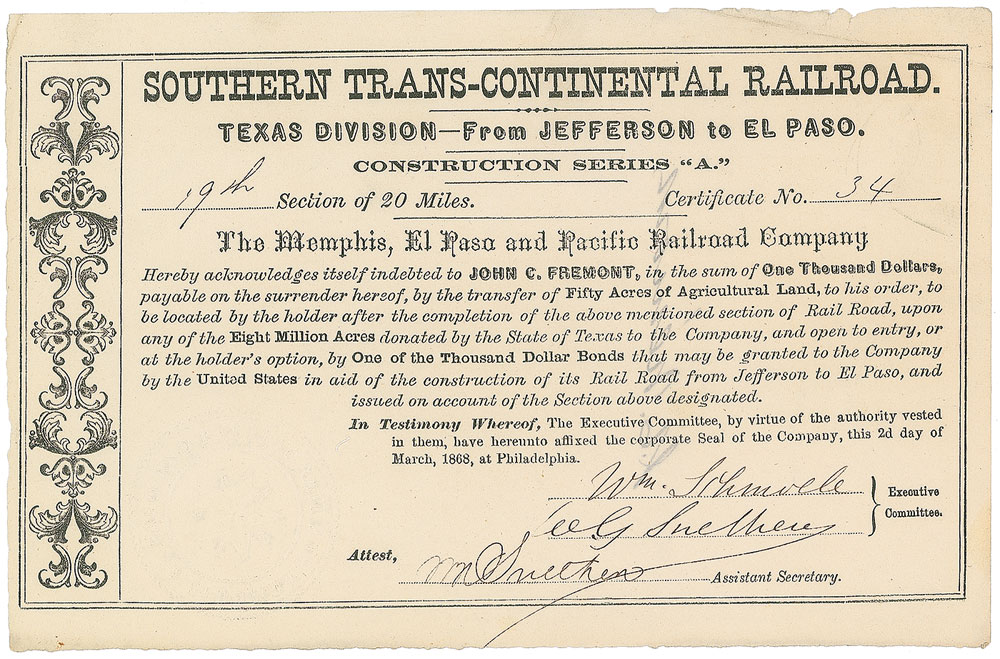 SOUTHERN TRANS-CONTINENTAL RAILROAD.
TEXAS DIVISION—From JEFFERSON to EL PASO.
CONSTRUCTION SERIES "A."
19th Section of 20 Miles. Certificate No. 34
The Memphis, El Paso and Pacific Railroad Company
Hereby acknowledges itself indebted to JOHN C. FREMONT, in the sum of One Thousand Dollars,
payable on the surrender hereof, by the transfer of Fifty Acres of Agricultural Land, to his order, to
be located by the holder after the completion of the above mentioned section of Rail Road, upon
any of the Eight Million Acres donated by the State of Texas to the Company, and open to entry, or
at the holder's option, by One of the Thousand Dollar Bonds that may be granted to the Company
by the United States in aid of the construction of its Rail Road from Jefferson to El Paso, and
issued on account of the Section above designated.
In Testimony Whereof, The Executive Committee, by virtue of the authority vested
in them, have hereunto affixed the corporate Seal of the Company, this 2d day of
March, 1868, at Philadelphia.
Wm. Schmoele
Snethen
Executive
Committee.
Attest, Snethen Assistant Secretary.